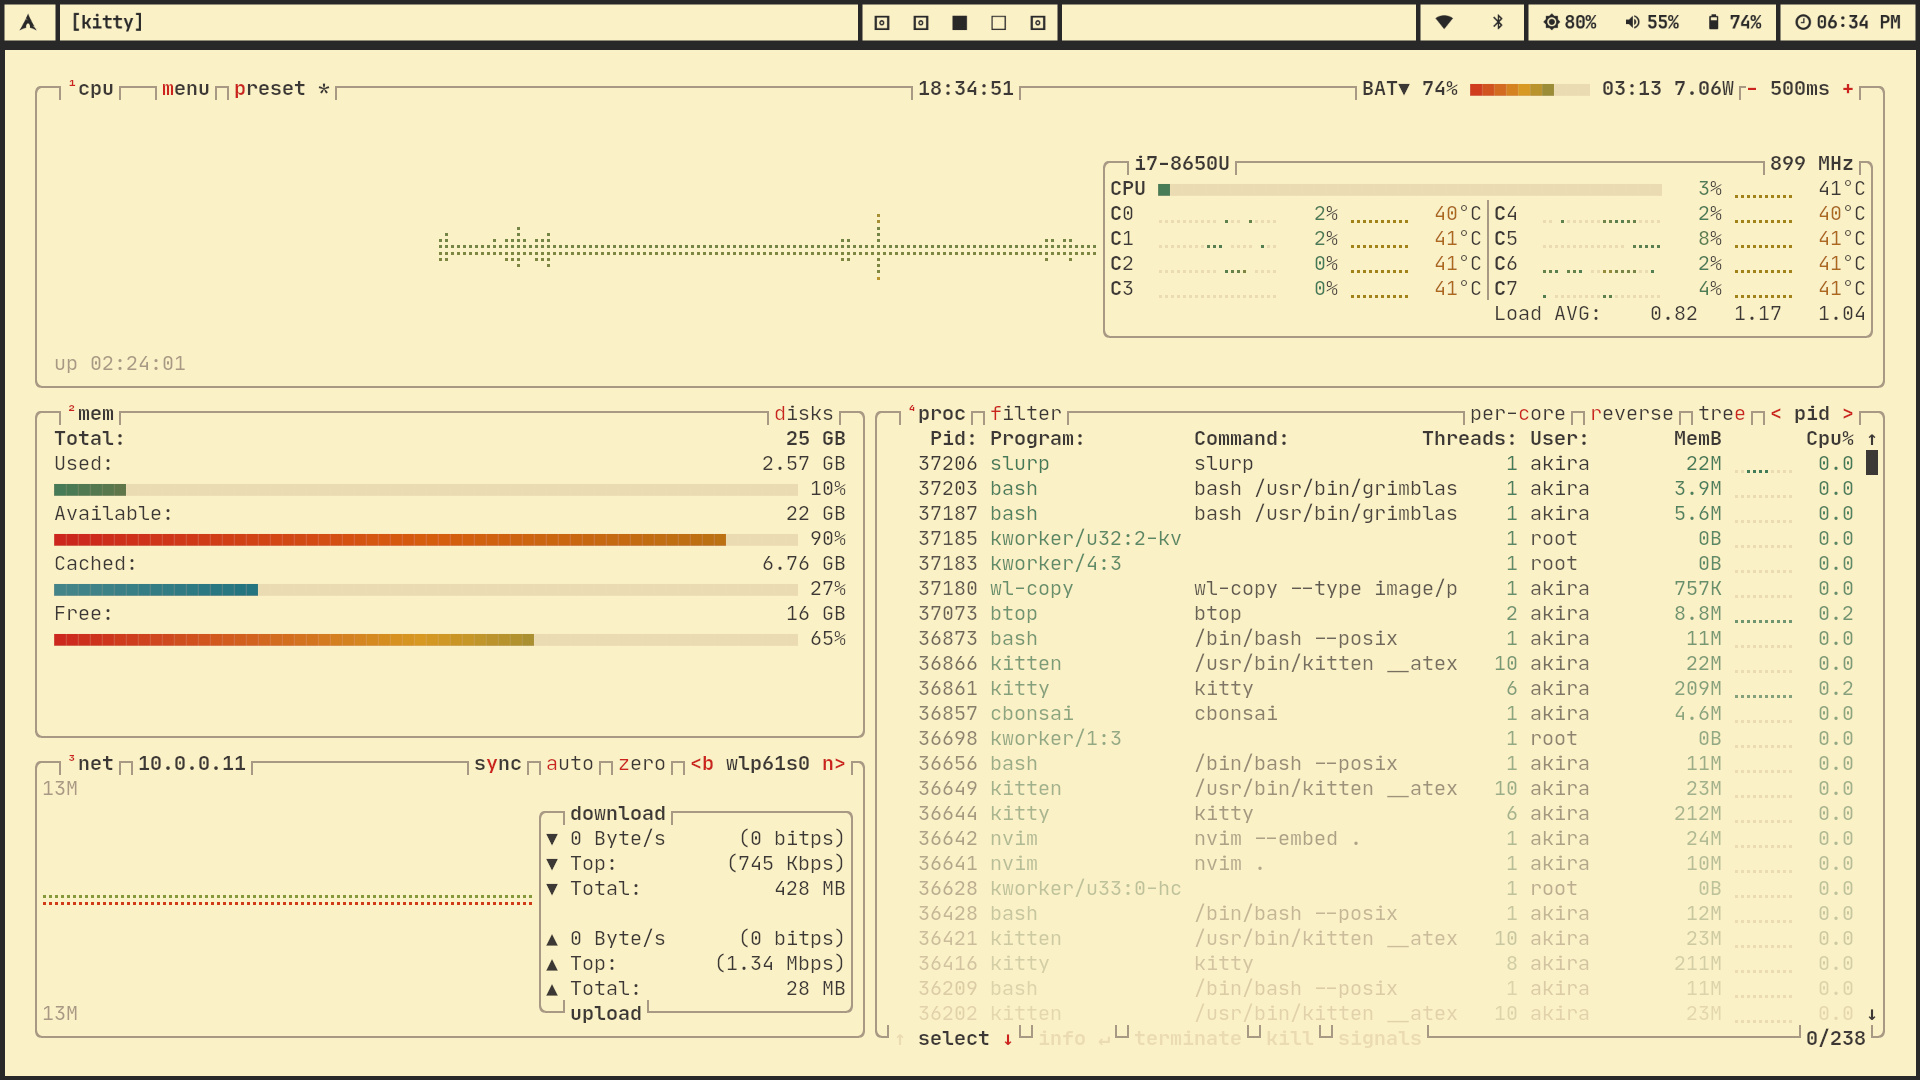 [kitty] 80% 55% 74% 06:34 PM
¹cpu menu preset * 18:34:51 BAT▼ 74% 03:13 7.06W - 500ms +
i7-8650U 899 MHz
CPU 3% 41°C
C0 2% 40°C C4 2% 40°C
C1 2% 41°C C5 8% 41°C
C2 0% 41°C C6 2% 41°C
C3 0% 41°C C7 4% 41°C
Load AVG: 0.82 1.17 1.04
up 02:24:01
²mem disks
Total: 25 GB
Used: 2.57 GB
10%
Available: 22 GB
90%
Cached: 6.76 GB
27%
Free: 16 GB
65%
³net 10.0.0.11 sync auto zero <b wlp61s0 n>
13M
download
▼ 0 Byte/s (0 bitps)
▼ Top: (745 Kbps)
▼ Total: 428 MB
▲ 0 Byte/s (0 bitps)
▲ Top: (1.34 Mbps)
▲ Total: 28 MB
13M
upload
⁴proc filter per-core reverse tree < pid >
Pid: Program: Command: Threads: User: MemB Cpu% ↑
37206 slurp slurp 1 akira 22M 0.0
37203 bash bash /usr/bin/grimblas 1 akira 3.9M 0.0
37187 bash bash /usr/bin/grimblas 1 akira 5.6M 0.0
37185 kworker/u32:2-kv 1 root 0B 0.0
37183 kworker/4:3 1 root 0B 0.0
37180 wl-copy wl-copy --type image/p 1 akira 757K 0.0
37073 btop btop 2 akira 8.8M 0.2
36873 bash /bin/bash --posix 1 akira 11M 0.0
36866 kitten /usr/bin/kitten __atex 10 akira 22M 0.0
36861 kitty kitty 6 akira 209M 0.2
36857 cbonsai cbonsai 1 akira 4.6M 0.0
36698 kworker/1:3 1 root 0B 0.0
36656 bash /bin/bash --posix 1 akira 11M 0.0
36649 kitten /usr/bin/kitten __atex 10 akira 23M 0.0
36644 kitty kitty 6 akira 212M 0.0
36642 nvim nvim --embed . 1 akira 24M 0.0
36641 nvim nvim . 1 akira 10M 0.0
36628 kworker/u33:0-hc 1 root 0B 0.0
36428 bash /bin/bash --posix 1 akira 12M 0.0
36421 kitten /usr/bin/kitten __atex 10 akira 23M 0.0
36416 kitty kitty 8 akira 211M 0.0
36209 bash /bin/bash --posix 1 akira 11M 0.0
36202 kitten /usr/bin/kitten __atex 10 akira 23M 0.0 ↓
↑ select ↓ info ↵ terminate kill signals 0/238